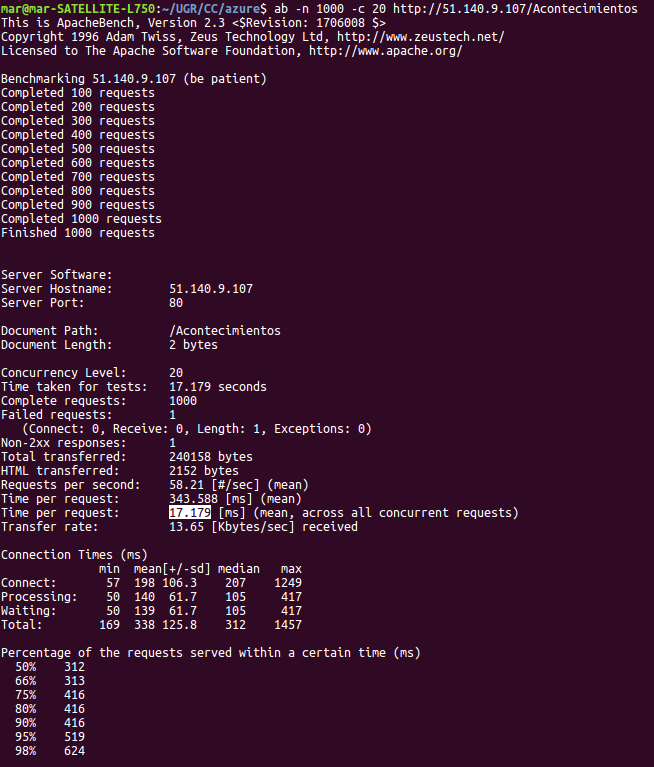 mar@mar-SATELLITE-L750:~/UGR/CC/azure$ ab -n 1000 -c 20 http://51.140.9.107/Acontecimientos
This is ApacheBench, Version 2.3 <$Revision: 1706008 $>
Copyright 1996 Adam Twiss, Zeus Technology Ltd, http://www.zeustech.net/
Licensed to The Apache Software Foundation, http://www.apache.org/

Benchmarking 51.140.9.107 (be patient)
Completed 100 requests
Completed 200 requests
Completed 300 requests
Completed 400 requests
Completed 500 requests
Completed 600 requests
Completed 700 requests
Completed 800 requests
Completed 900 requests
Completed 1000 requests
Finished 1000 requests


Server Software:
Server Hostname:        51.140.9.107
Server Port:            80

Document Path:          /Acontecimientos
Document Length:        2 bytes

Concurrency Level:      20
Time taken for tests:   17.179 seconds
Complete requests:      1000
Failed requests:        1
   (Connect: 0, Receive: 0, Length: 1, Exceptions: 0)
Non-2xx responses:      1
Total transferred:      240158 bytes
HTML transferred:       2152 bytes
Requests per second:    58.21 [#/sec] (mean)
Time per request:       343.588 [ms] (mean)
Time per request:       17.179 [ms] (mean, across all concurrent requests)
Transfer rate:          13.65 [Kbytes/sec] received

Connection Times (ms)
              min  mean[+/-sd] median   max
Connect:       57  198 106.3    207    1249
Processing:    50  140  61.7    105     417
Waiting:       50  139  61.7    105     417
Total:        169  338 125.8    312    1457

Percentage of the requests served within a certain time (ms)
  50%    312
  66%    313
  75%    416
  80%    416
  90%    416
  95%    519
  98%    624